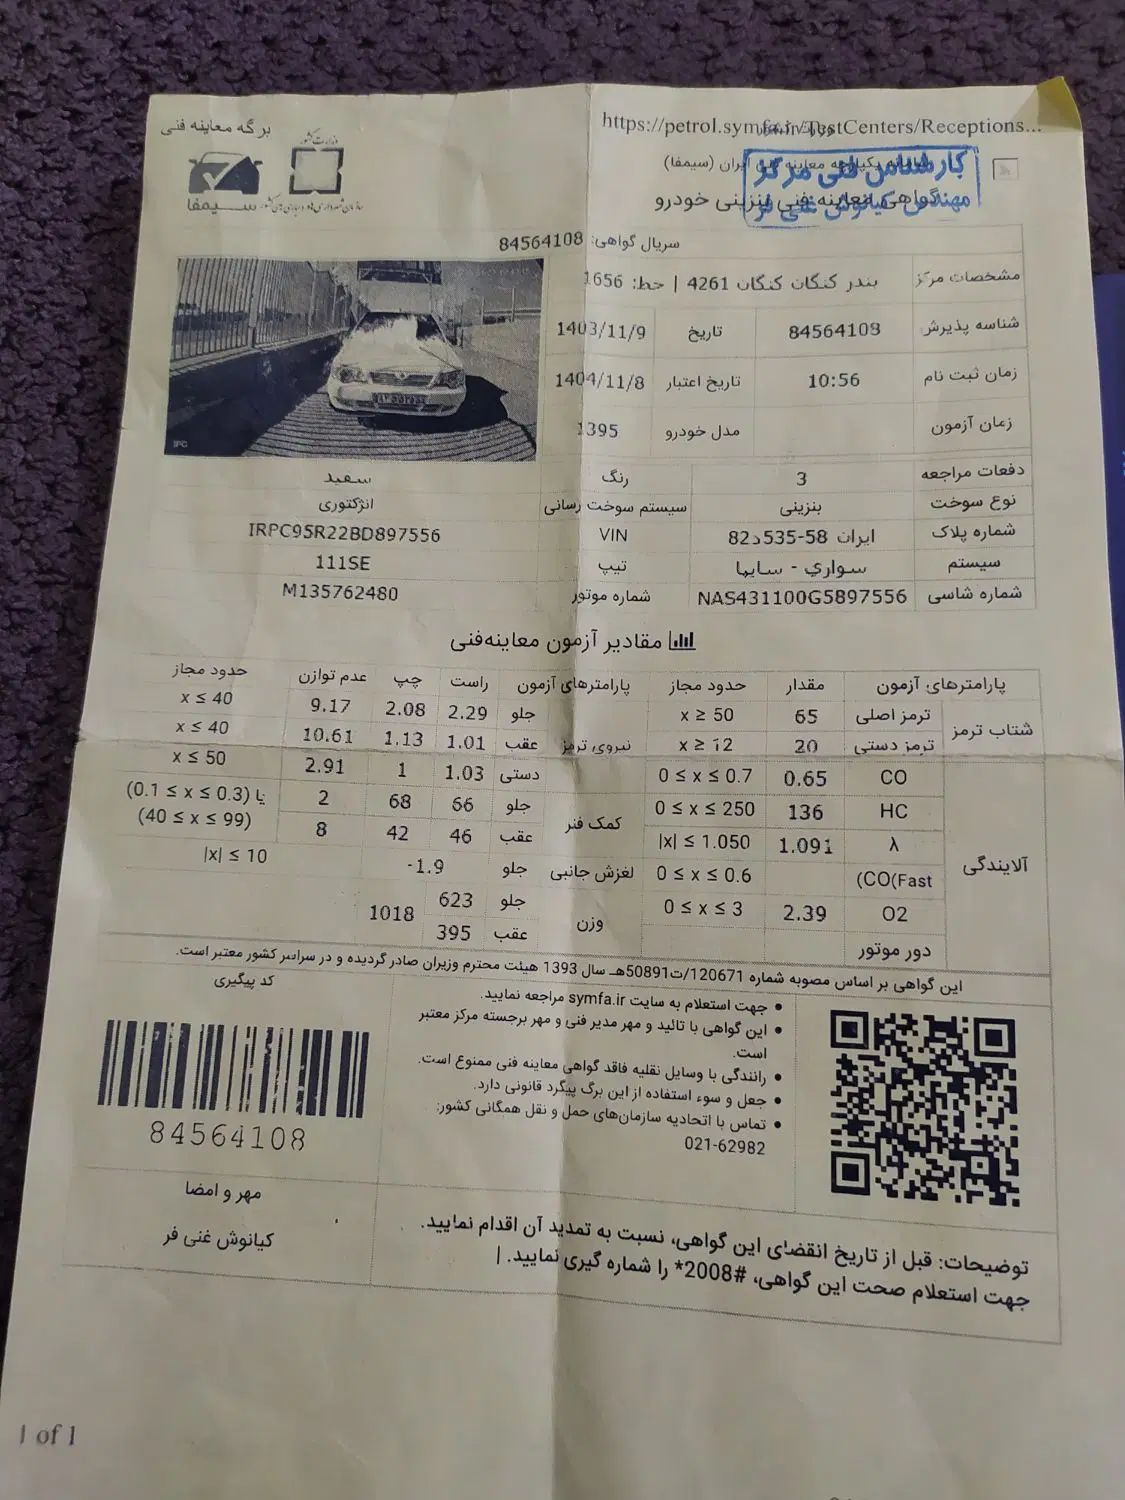 https://petrol.symfa.ir/TestCenters/Receptions...
برگه معاینه فنی
وزارت کشور
سیمفا
ایران (سیمفا)
کارشناس فنی مرکز
مهندس کیانوش غنی فر
گواهی معاینه فنی بنزینی خودرو
سریال گواهی: 84564108
مشخصات مرکز بندر کنگان کنگان 4261 | خط: 1656
شناسه پذیرش 84564108 تاریخ 1403/11/9
زمان ثبت نام 10:56 تاریخ اعتبار 1404/11/8
زمان آزمون مدل خودرو 1395
IPC
دفعات مراجعه 3 رنگ سفید
نوع سوخت بنزینی سیستم سوخت رسانی انژکتوری
شماره پلاک ایران 58-535د82 VIN IRPC95R22BD897556
سیستم سواري - سایپا تیپ 111SE
شماره شاسی NAS431100G5897556 شماره موتور M135762480
مقادیر آزمون معاینه‌فنی
پارامترهای آزمون مقدار حدود مجاز پارامترهای آزمون راست چپ عدم توازن حدود مجاز
شتاب ترمز ترمز اصلی 65 x ≥ 50 نیروی ترمز جلو 2.29 2.08 9.17 x ≤ 40
ترمز دستی 20 x ≥ 12 عقب 1.01 1.13 10.61 x ≤ 40
آلایندگی CO 0.65 0 ≤ x ≤ 0.7 دستی 1.03 1 2.91 x ≤ 50
HC 136 0 ≤ x ≤ 250 کمک فنر جلو 66 68 2 یا (0.1 ≤ x ≤ 0.3)
λ 1.091 |x| ≤ 1.050 عقب 46 42 8 (40 ≤ x ≤ 99)
(CO(Fast 0 ≤ x ≤ 0.6 لغزش جانبی جلو -1.9 |x| ≤ 10
O2 2.39 0 ≤ x ≤ 3 وزن جلو 623 1018
دور موتور عقب 395
این گواهی بر اساس مصوبه شماره 120671/ت50891هـ سال 1393 هیئت محترم وزیران صادر گردیده و در سراسر کشور معتبر است.
کد پیگیری
84564108
• جهت استعلام به سایت symfa.ir مراجعه نمایید.
• این گواهی با تائید و مهر مدیر فنی و مهر برجسته مرکز معتبر
است.
• رانندگی با وسایل نقلیه فاقد گواهی معاینه فنی ممنوع است.
• جعل و سوء استفاده از این برگ پیگرد قانونی دارد.
• تماس با اتحادیه سازمان‌های حمل و نقل همگانی کشور:
021-62982
مهر و امضا
کیانوش غنی فر
توضیحات: قبل از تاریخ انقضای این گواهی، نسبت به تمدید آن اقدام نمایید.
جهت استعلام صحت این گواهی، #2008* را شماره گیری نمایید. |
1 of 1